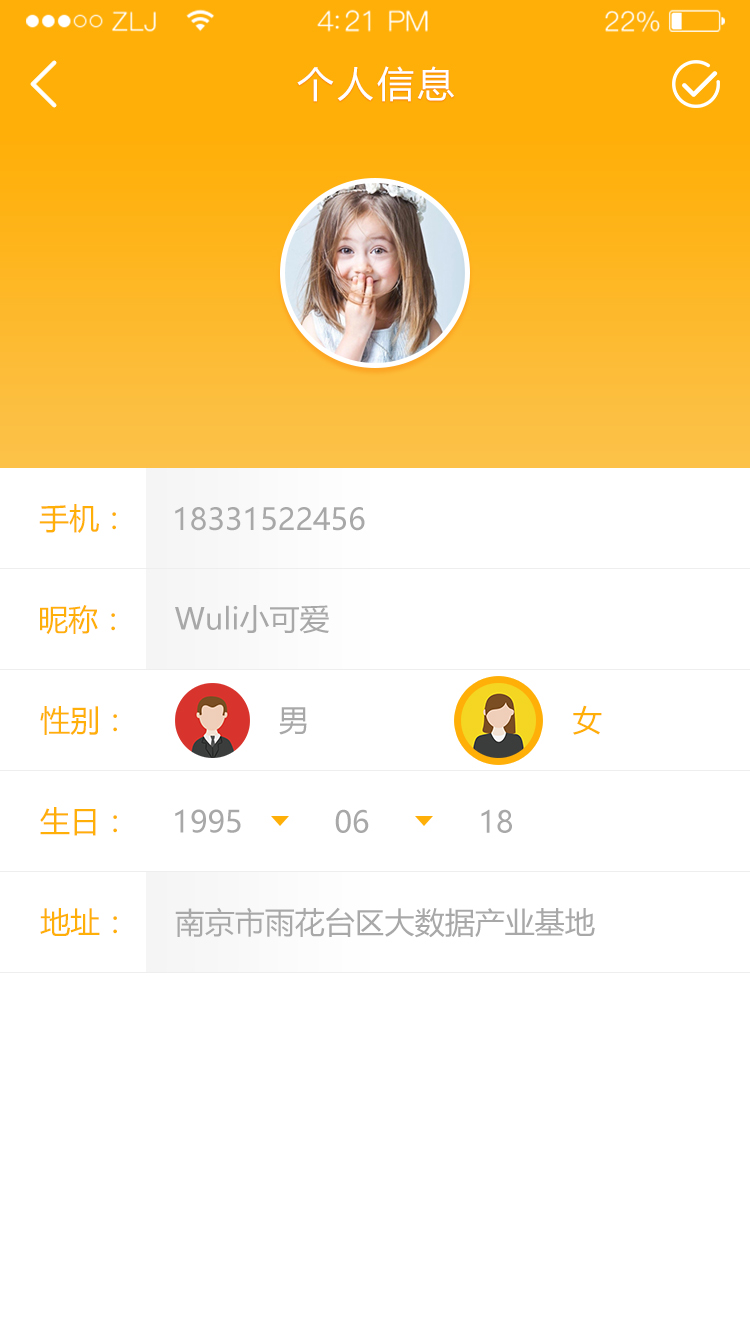 ZLJ 4:21 PM 22%
个人信息
手机： 18331522456
昵称： Wuli小可爱
性别： 男 女
生日： 1995 06 18
地址： 南京市雨花台区大数据产业基地